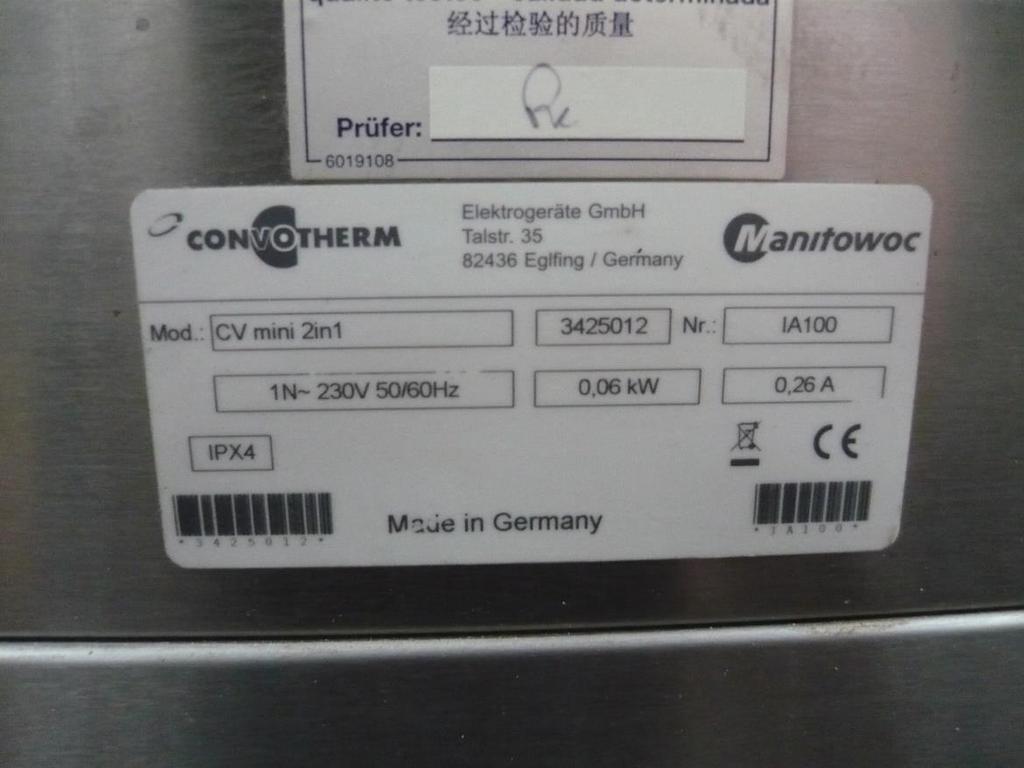 经过检验的质量
Prüfer:
6019108
CONVOTHERM
Elektrogeräte GmbH
Talstr. 35
82436 Eglfing / Germany
Manitowoc
Mod.: CV mini 2in1 3425012 Nr.: IA100
1N~ 230V 50/60Hz 0,06 kW 0,26 A
IPX4
CE
*3425012*
Made in Germany
*IA100*